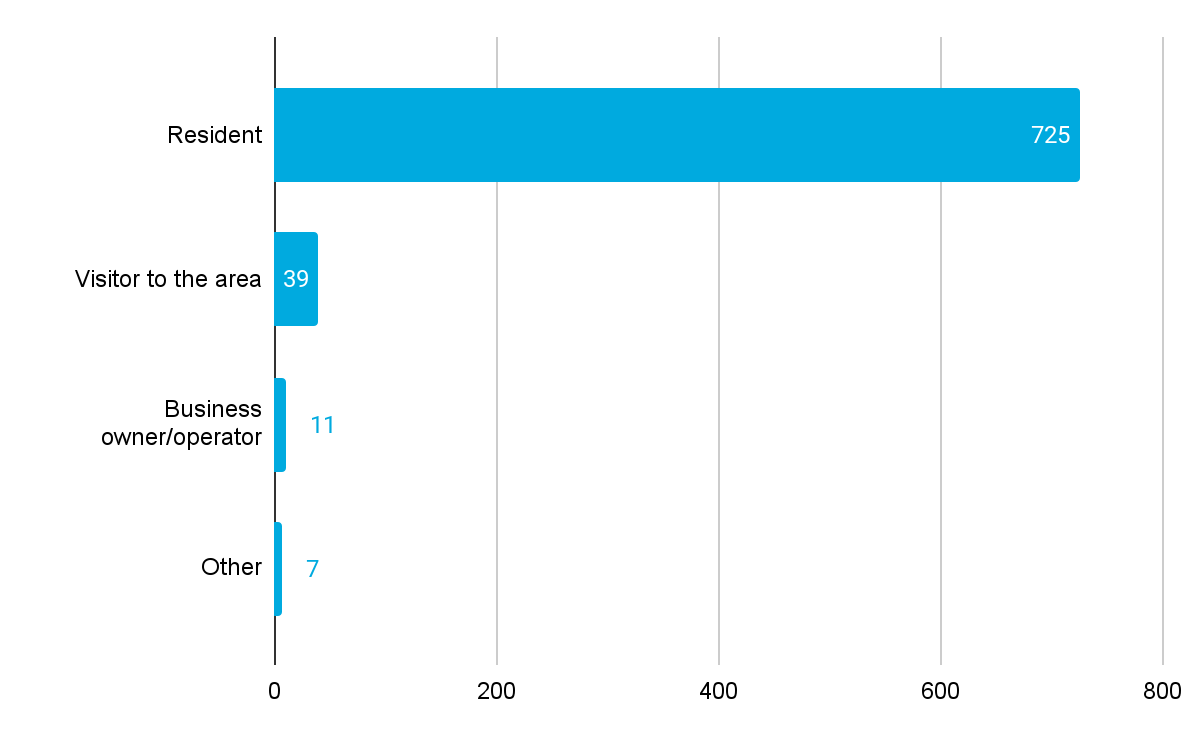 Resident
725
Visitor to the area
39
Business
owner/operator
11
Other
7
0
200
400
600
800